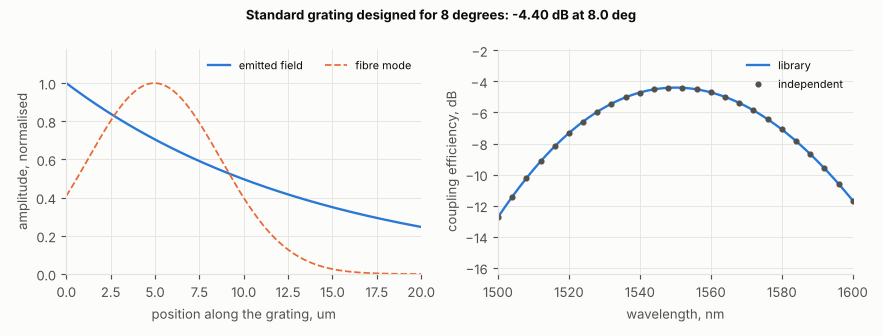 Standard grating designed for 8 degrees: -4.40 dB at 8.0 deg
emitted field
fibre mode
amplitude, normalised
1.0
0.8
0.6
0.4
0.2
0.0
0.0 2.5 5.0 7.5 10.0 12.5 15.0 17.5 20.0
position along the grating, um
library
independent
coupling efficiency, dB
−2
−4
−6
−8
−10
−12
−14
−16
1500 1520 1540 1560 1580 1600
wavelength, nm